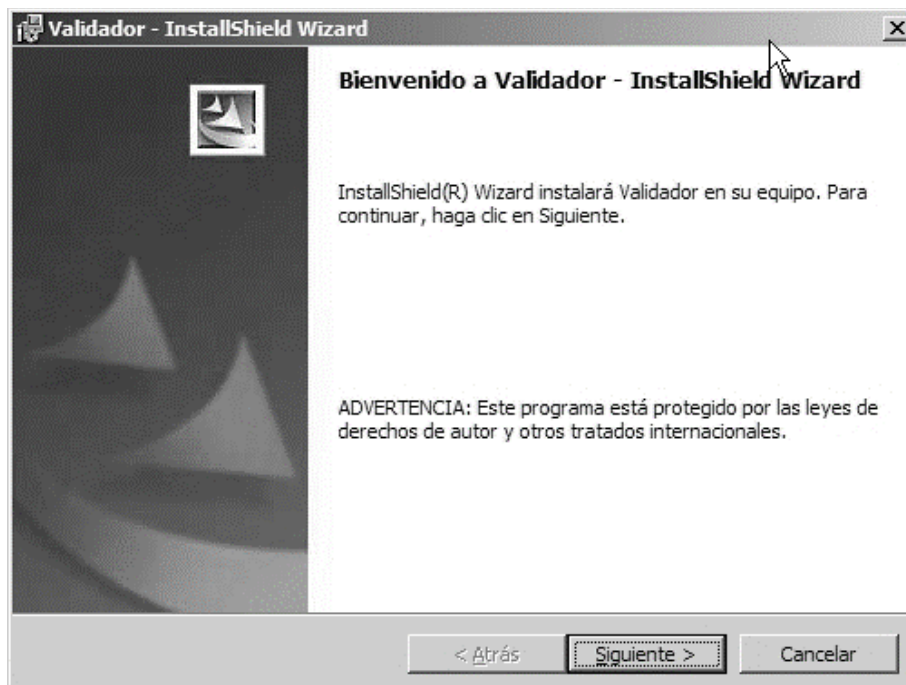 Validador - InstallShield Wizard
Bienvenido a Validador - InstallShield Wizard
InstallShield(R) Wizard instalará Validador en su equipo. Para
continuar, haga clic en Siguiente.
ADVERTENCIA: Este programa está protegido por las leyes de
derechos de autor y otros tratados internacionales.
< Atrás
Siguiente >
Cancelar